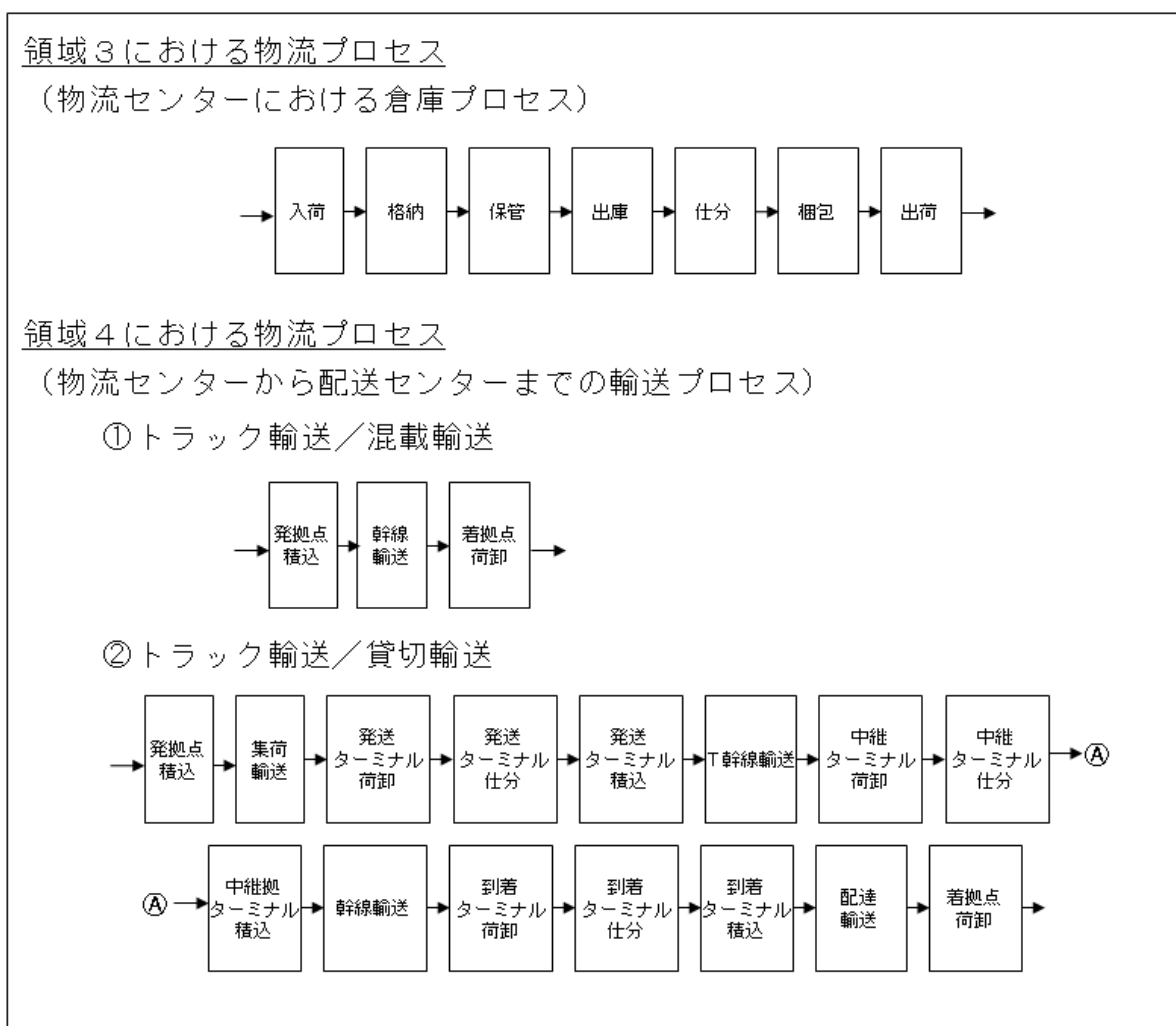 領域３における物流プロセス
（物流センターにおける倉庫プロセス）
入荷 格納 保管 出庫 仕分 梱包 出荷
領域４における物流プロセス
（物流センターから配送センターまでの輸送プロセス）
①トラック輸送／混載輸送
発拠点
積込
幹線
輸送
着拠点
荷卸
②トラック輸送／貸切輸送
発拠点
積込
集荷
輸送
発送
ターミナル
荷卸
発送
ターミナル
仕分
発送
ターミナル
積込
Ｔ幹線輸送
中継
ターミナル
荷卸
中継
ターミナル
仕分
Ⓐ
Ⓐ
中継拠
ターミナル
積込
幹線輸送
到着
ターミナル
荷卸
到着
ターミナル
仕分
到着
ターミナル
積込
配達
輸送
着拠点
荷卸